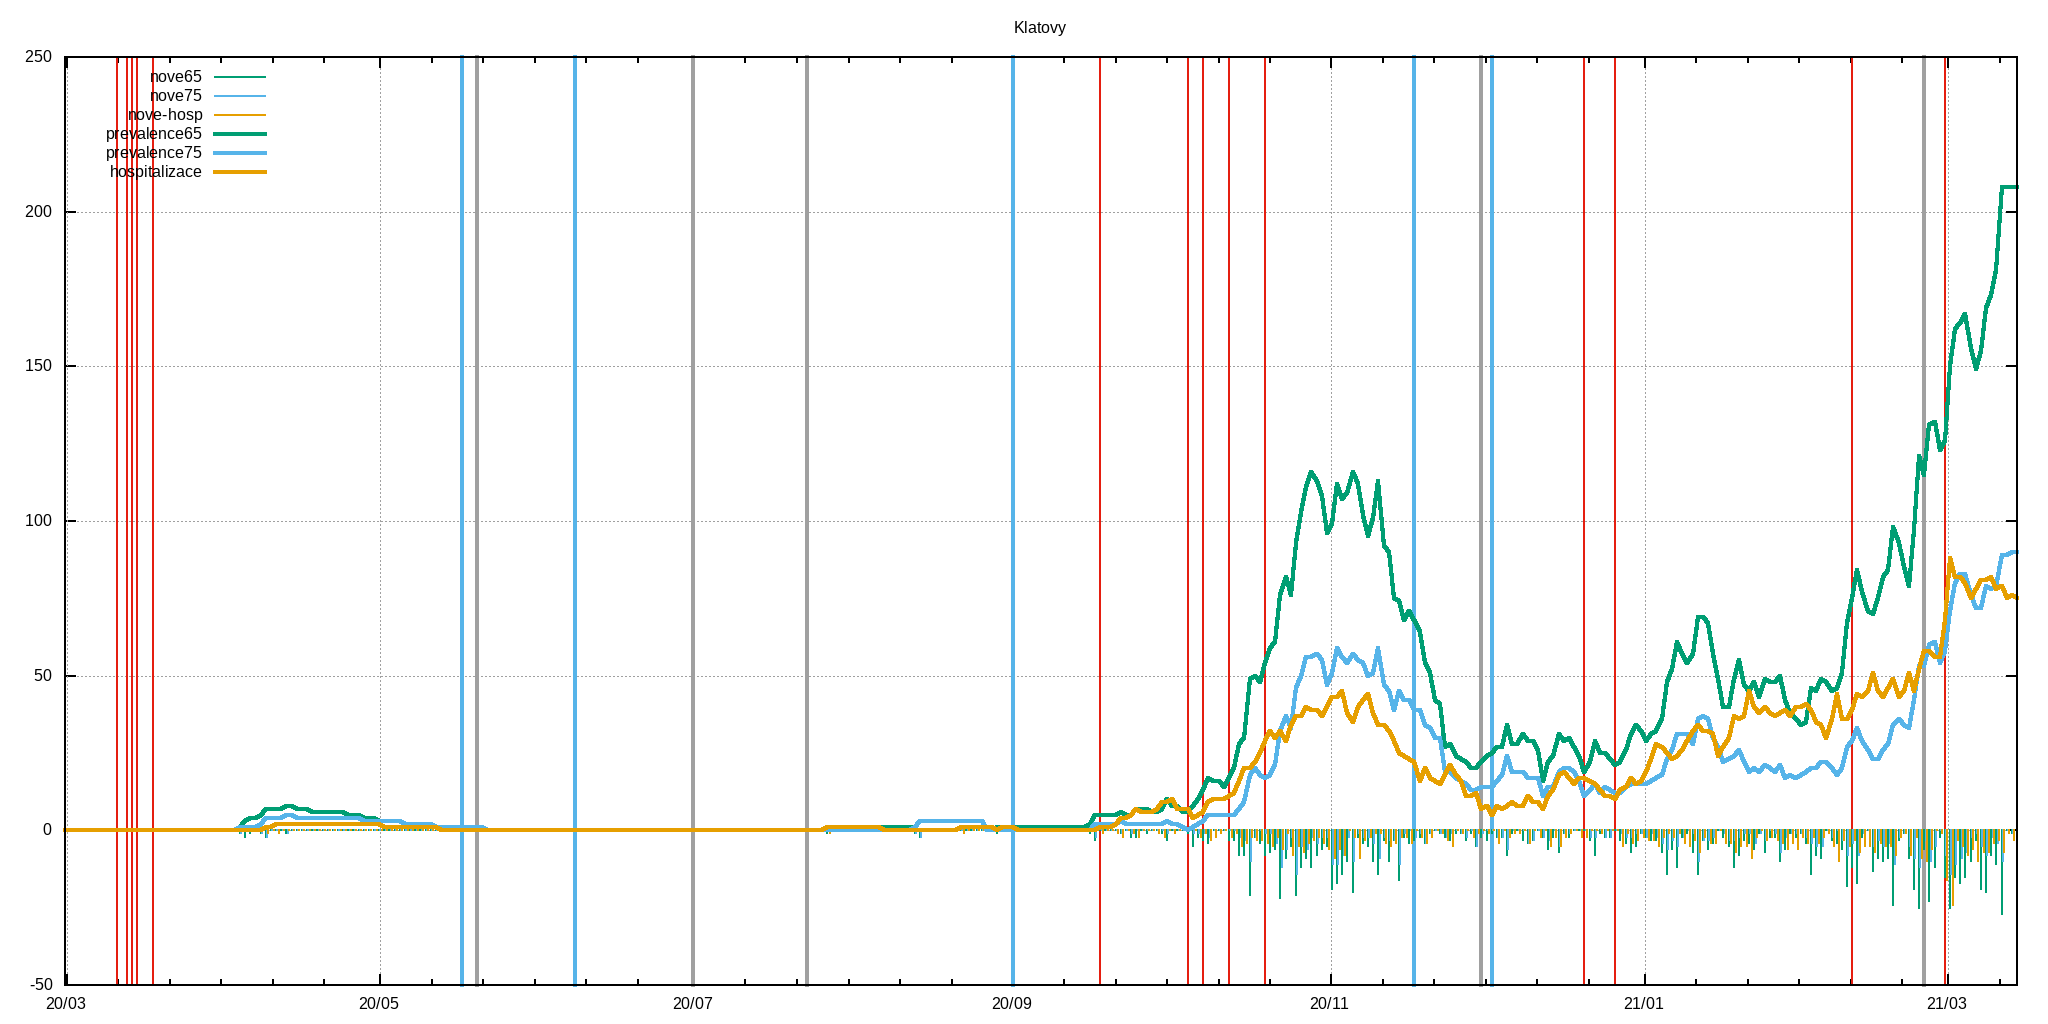 Klatovy
250
nove65
nove75
nove-hosp
prevalence65
prevalence75
hospitalizace
200
150
100
50
0
-50
20/03 20/05 20/07 20/09 20/11 21/01 21/03